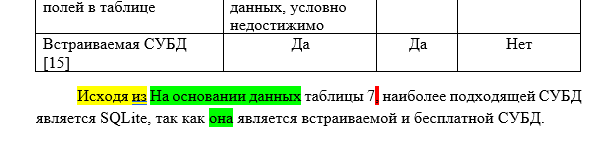 полей в таблице данных, условно
недостижимо
Встраиваемая СУБД Да Да Нет
[15]
Исходя из На основании данных таблицы 7, наиболее подходящей СУБД
является SQLite, так как она является встраиваемой и бесплатной СУБД.